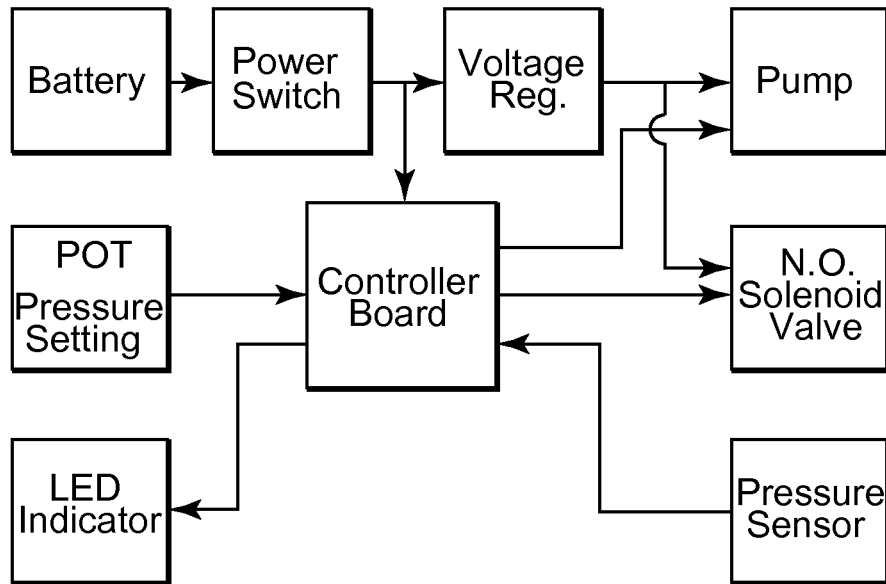 Battery
Power
Switch
Voltage
Reg.
Pump
POT
Pressure
Setting
Controller
Board
N.O.
Solenoid
Valve
LED
Indicator
Pressure
Sensor